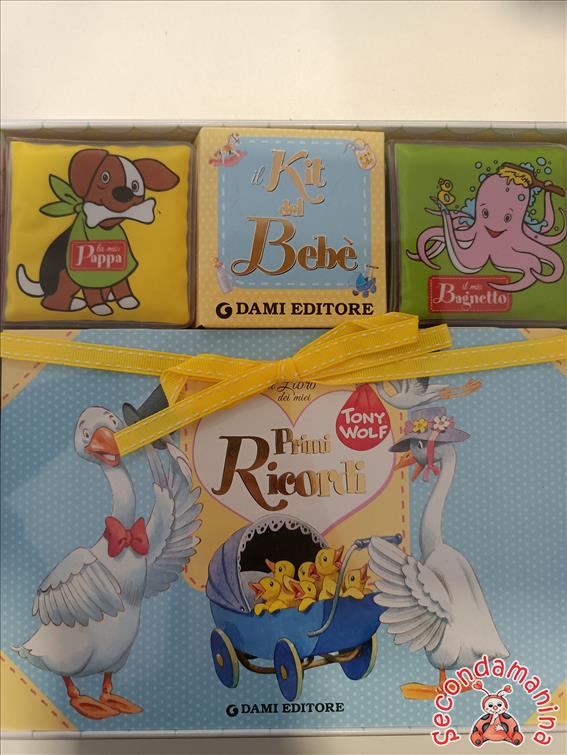 il Kit
del
Bebè
DAMI EDITORE
la mia
Pappa
il mio
Bagnetto
il Libro
dei miei
Primi
Ricordi
TONY
WOLF
DAMI EDITORE
Secondamanina